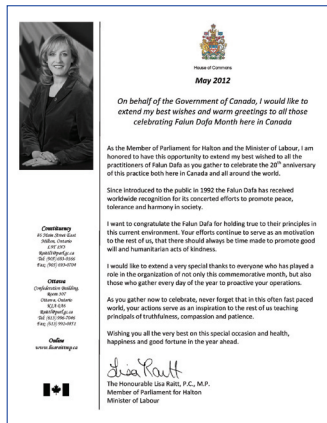 House of Commons
May 2012
On behalf of the Government of Canada, I would like to
extend my best wishes and warm greetings to all those
celebrating Falun Dafa Month here in Canada
As the Member of Parliament for Halton and the Minister of Labour, I am
honored to have this opportunity to extend my best wished to all the
practitioners of Falun Dafa as you gather to celebrate the 20th anniversary
of this practice both here in Canada and all around the world.
Since introduced to the public in 1992 the Falun Dafa has received
worldwide recognition for its concerted efforts to promote peace,
tolerance and harmony in society.
I want to congratulate the Falun Dafa for holding true to their principles in
this current environment. Your efforts continue to serve as an motivation
to the rest of us, that there should always be time made to promote good
will and humanitarian acts of kindness.
I would like to extend a very special thanks to everyone who has played a
role in the organization of not only this commemorative month, but also
those who gather every day of the year to proactive your operations.
As you gather now to celebrate, never forget that in this often fast paced
world, your actions serve as an inspiration to the rest of us teaching
principals of truthfulness, compassion and patience.
Wishing you all the very best on this special occasion and health,
happiness and good fortune in the year ahead.
Lisa Raitt
The Honourable Lisa Raitt, P.C., M.P.
Member of Parliament for Halton
Minister of Labour
Constituency
86 Main Street East
Milton, Ontario
L9T 1N3
Ottawa
Confederation Building,
Room 707
Ottawa, Ontario
K1A 0A6
Online
www.lisaraittmp.ca